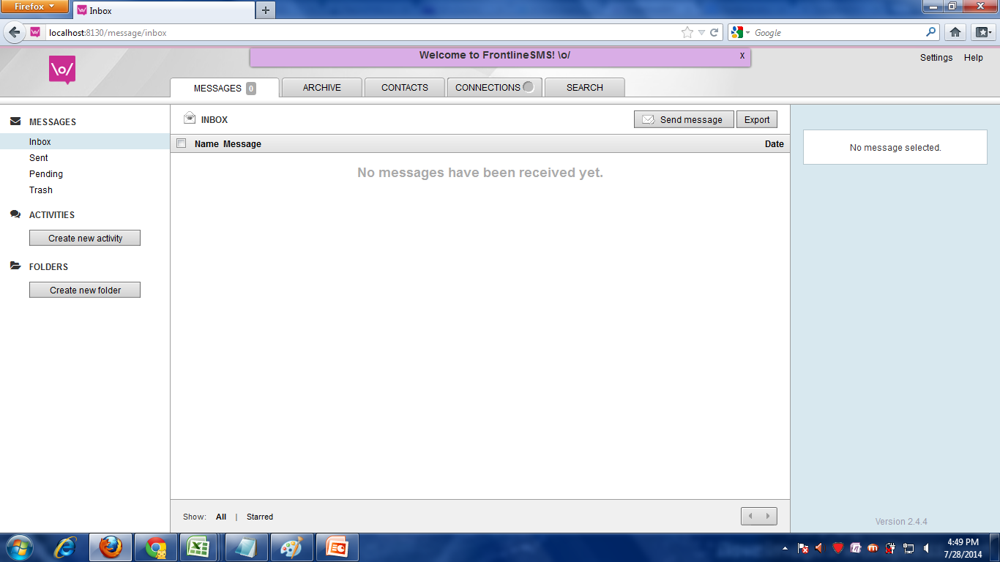 Firefox
Inbox
localhost:8130/message/inbox
Google
\o/
Welcome to FrontlineSMS! \o/
x
Settings Help
MESSAGES 0
ARCHIVE
CONTACTS
CONNECTIONS
SEARCH
MESSAGES
Inbox
Sent
Pending
Trash
ACTIVITIES
Create new activity
FOLDERS
Create new folder
INBOX
Send message
Export
Name Message Date
No messages have been received yet.
No message selected.
Show: All | Starred
Version 2.4.4
4:49 PM
7/28/2014